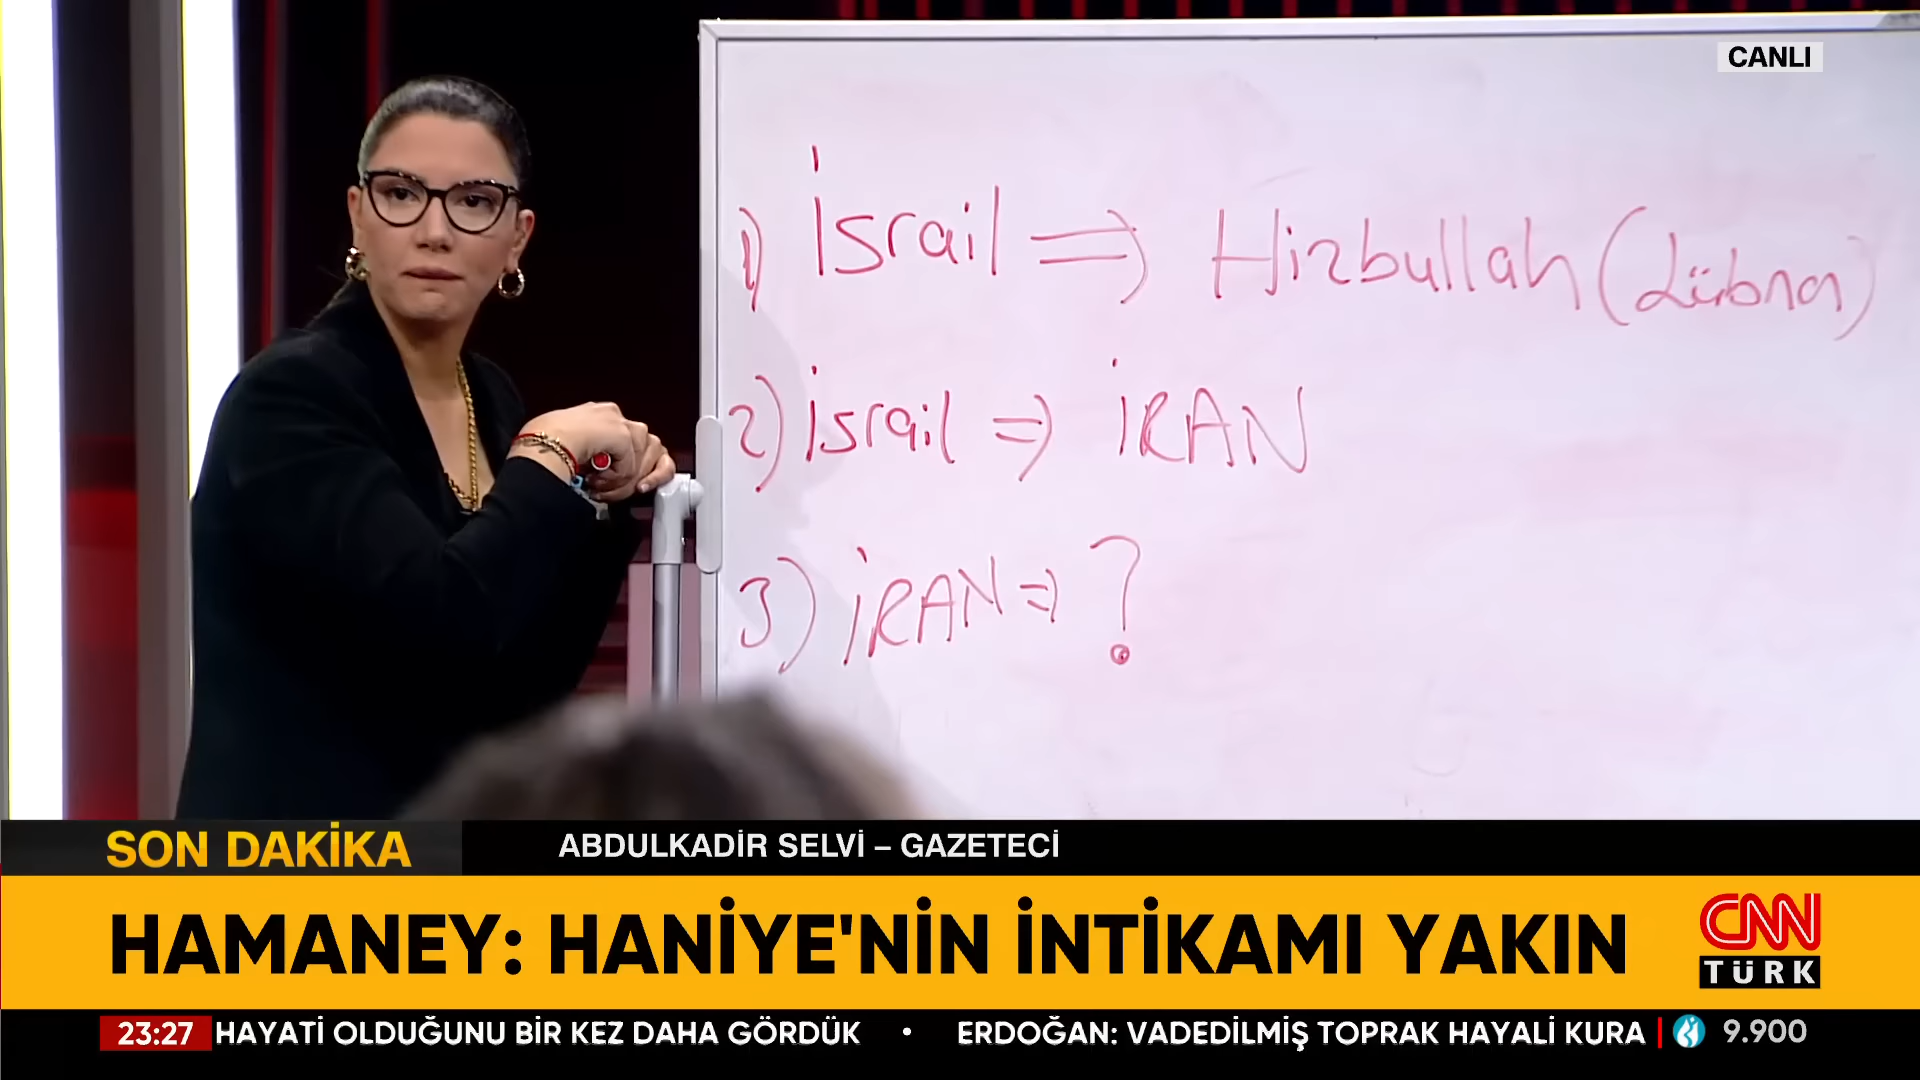 CANLI
1) İsrail => Hizbullah (Lübnan)
2) İsrail => İRAN
3) İRAN => ?
SON DAKİKA
ABDULKADİR SELVİ – GAZETECİ
HAMANEY: HANİYE'NİN İNTİKAMI YAKIN
CNN
TÜRK
23:27 HAYATİ OLDUĞUNU BİR KEZ DAHA GÖRDÜK • ERDOĞAN: VADEDİLMİŞ TOPRAK HAYALİ KURA 9.900